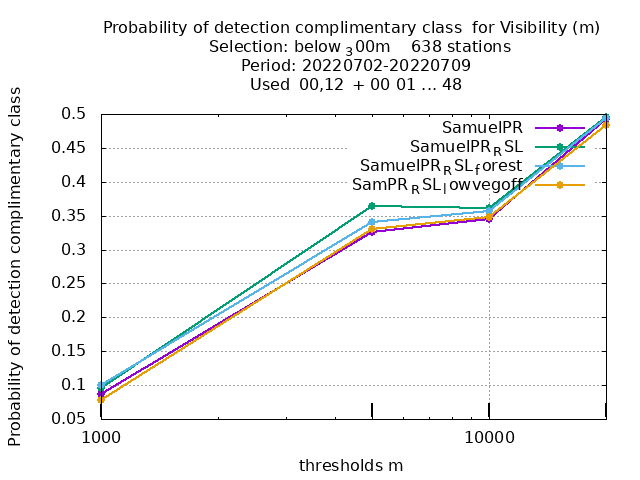 Probability of detection complimentary class  for Visibility (m)
Selection: below ₃00m    638 stations
Period: 20220702-20220709
Used  00,12  + 00 01 ... 48
Probability of detection complimentary class
0.5
0.45
0.4
0.35
0.3
0.25
0.2
0.15
0.1
0.05
SamuelPR
SamuelPR_RSL
SamuelPR_RSL_forest
SamPR_RSL_lowvegoff
1000
10000
thresholds m